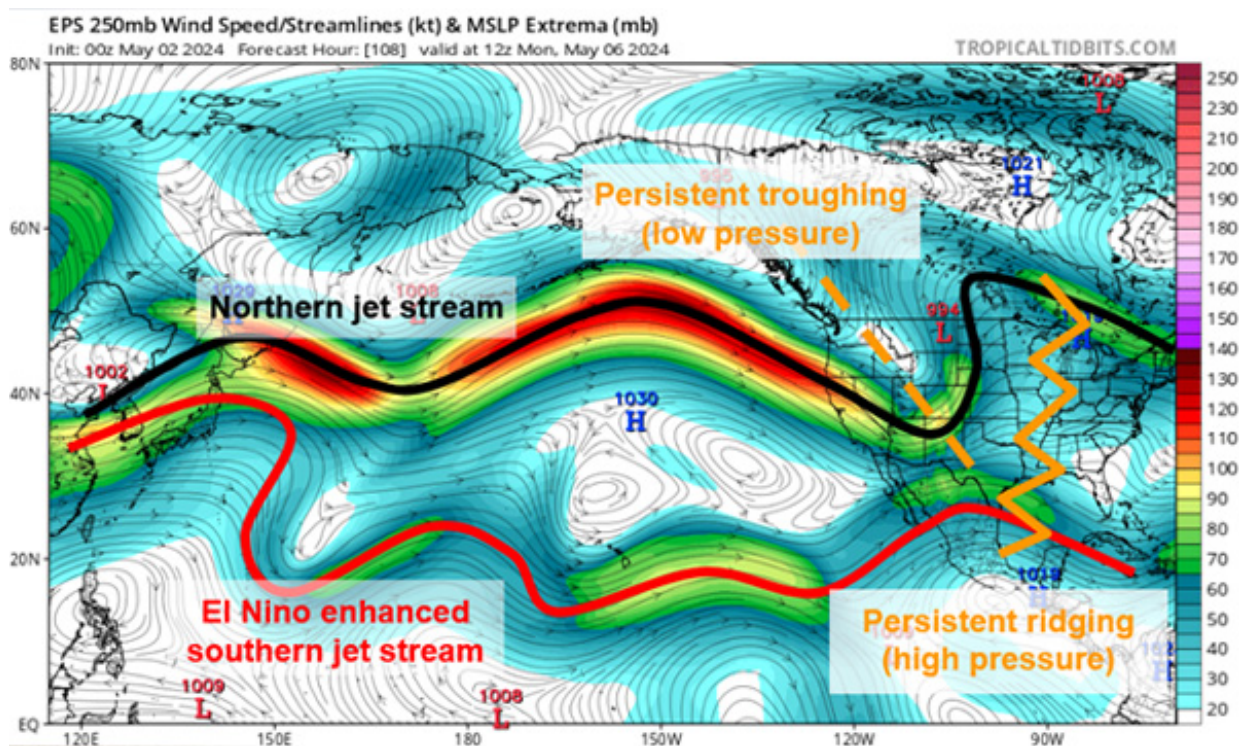 EPS 250mb Wind Speed/Streamlines (kt) & MSLP Extrema (mb)
Init: 00z May 02 2024 Forecast Hour: [108] valid at 12z Mon, May 06 2024
TROPICALTIDBITS.COM
80N
60N
40N
20N
EQ
120E
150E
180
150W
120W
90W
250
230
220
210
200
190
180
170
160
150
140
130
120
110
100
90
80
70
60
50
40
30
20
L
1021
H
Persistent troughing
(low pressure)
1008
Northern jet stream
994
L
1002
L
1030
H
El Nino enhanced
southern jet stream
1018
Persistent ridging
(high pressure)
1009
L
1008
L